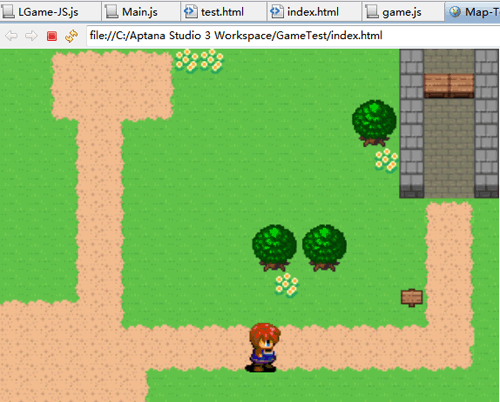 LGame-JS.js Main.js test.html index.html game.js Map-T
file://C:/Aptana Studio 3 Workspace/GameTest/index.html